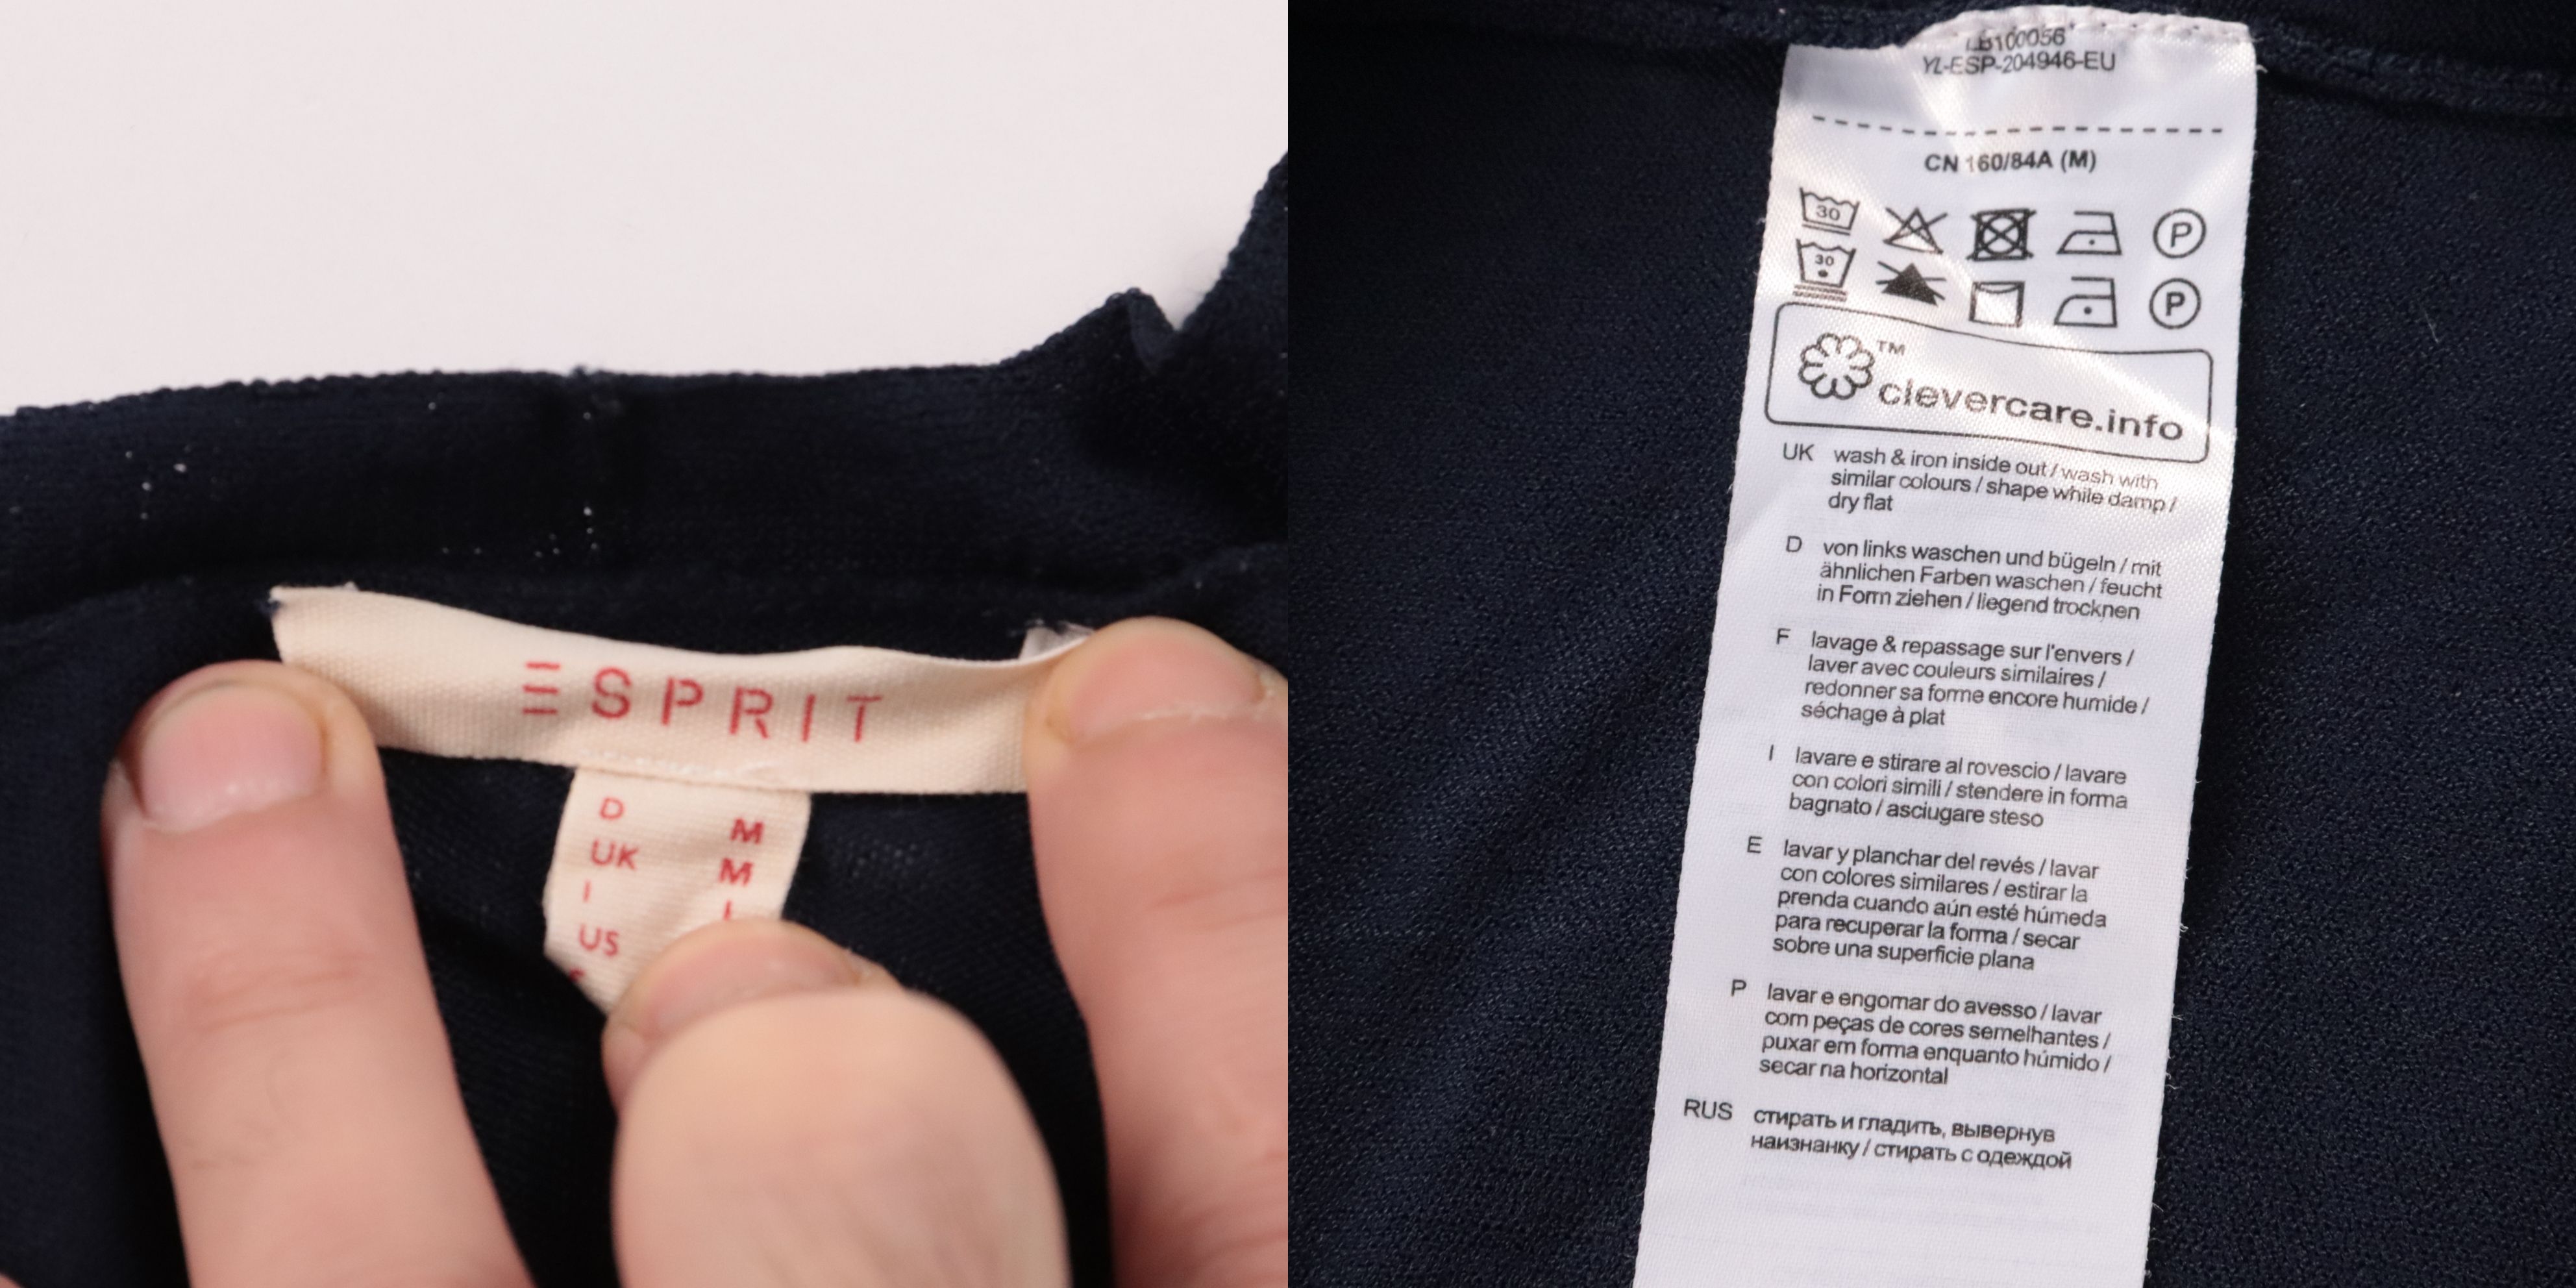 ESPRIT
D M
UK M
I L
US
YL-ESP-204946-EU
CN 160/84A (M)
30
P
30
P
TM
clevercare.info
UK wash & iron inside out / wash with
similar colours / shape while damp /
dry flat
D von links waschen und bügeln / mit
ähnlichen Farben waschen / feucht
in Form ziehen / liegend trocknen
F lavage & repassage sur l'envers /
laver avec couleurs similaires /
redonner sa forme encore humide /
séchage à plat
I lavare e stirare al rovescio / lavare
con colori simili / stendere in forma
bagnato / asciugare steso
E lavar y planchar del revés / lavar
con colores similares / estirar la
prenda cuando aún esté húmeda
para recuperar la forma / secar
sobre una superficie plana
P lavar e engomar do avesso / lavar
com peças de cores semelhantes /
puxar em forma enquanto húmido /
secar na horizontal
RUS стирать и гладить, вывернув
наизнанку / стирать с одеждой